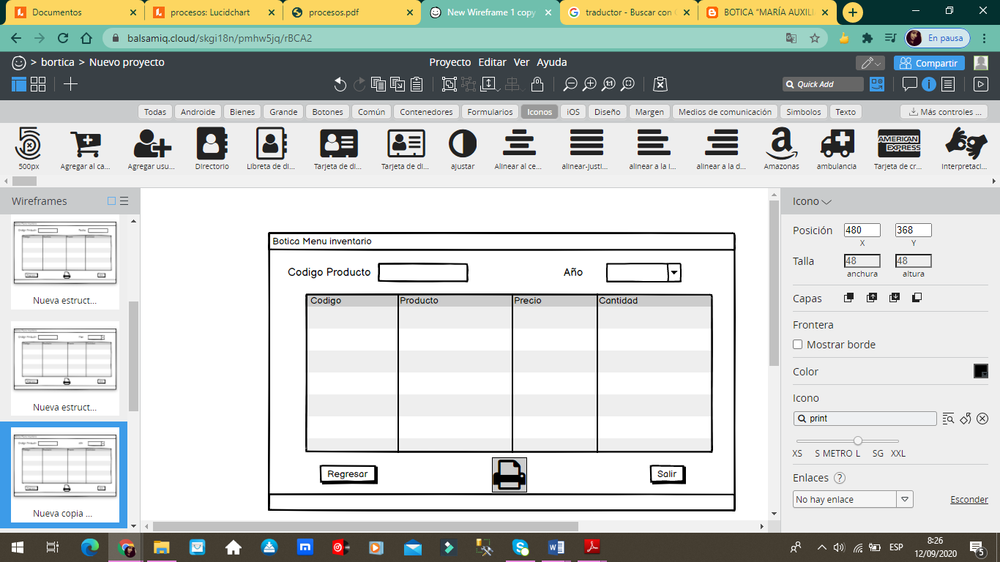 Documentos
procesos: Lucidchart
procesos.pdf
New Wireframe 1 copy
traductor - Buscar con
BOTICA "MARÍA AUXILI
balsamiq.cloud/skgi18n/pmhw5jq/rBCA2
En pausa
> bortica > Nuevo proyecto
Proyecto Editar Ver Ayuda
Compartir
1:1
Quick Add
Todas Androide Bienes Grande Botones Común Contenedores Formularios Iconos iOS Diseño Margen Medios de comunicación Simbolos Texto Más controles ...
AMERICAN
EXPRESS
500px Agregar al ca... Agregar usu... Directorio Libreta de di... Tarjeta de di... Tarjeta de di... ajustar Alinear al ce... alinear-justi... alinear a la i... alinear a la d... Amazonas ambulancia Tarjeta de cr... Interpretaci...
Wireframes
Nueva estruct...
Nueva estruct...
Nueva copia ...
Botica Menu inventario
Codigo Producto Año
Codigo Producto Precio Cantidad
Regresar Salir
Icono
Posición 480 368
X Y
Talla 48 48
anchura altura
Capas
Frontera
Mostrar borde
Color
Icono
print
XS S METRO L SG XXL
Enlaces ?
No hay enlace Esconder
ESP
8:26
12/09/2020
5